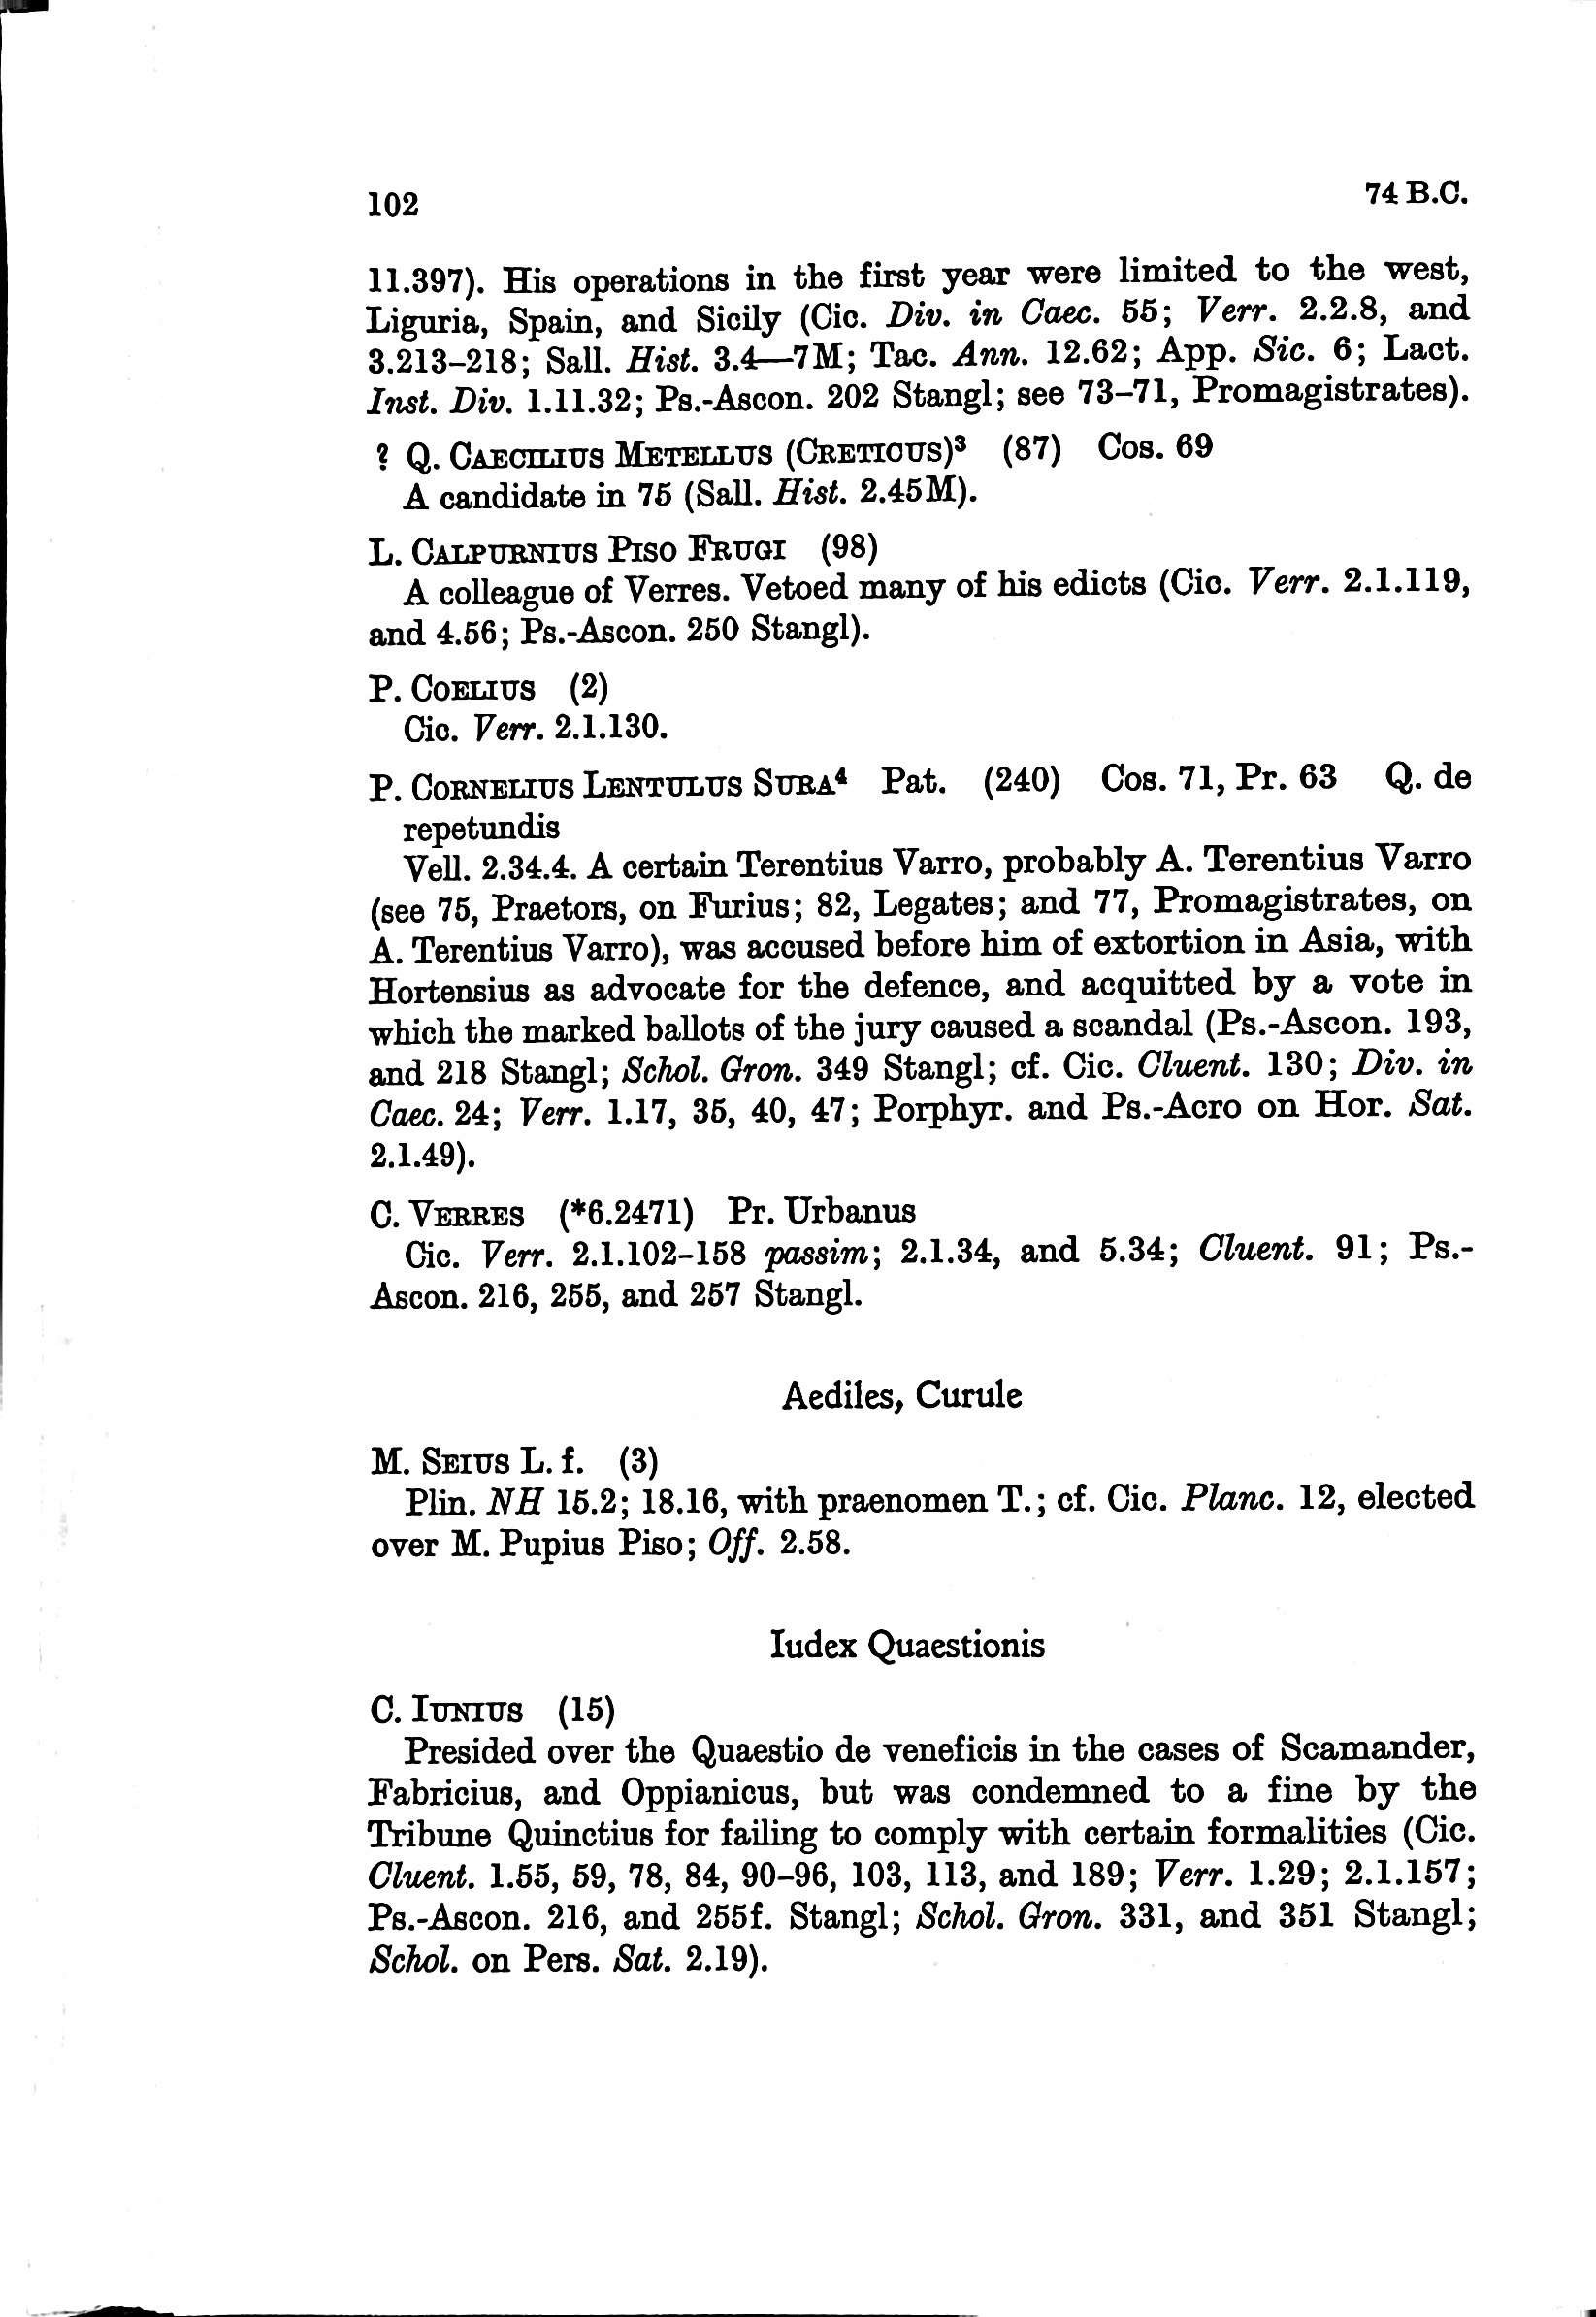 102 74 B.C.
11.397). His operations in the first year were limited to the west,
Liguria, Spain, and Sicily (Cic. Div. in Caec. 55; Verr. 2.2.8, and
3.213–218; Sall. Hist. 3.4—7M; Tac. Ann. 12.62; App. Sic. 6; Lact.
Inst. Div. 1.11.32; Ps.-Ascon. 202 Stangl; see 73–71, Promagistrates).
? Q. CAECILIUS METELLUS (CRETICUS)³ (87) Cos. 69
A candidate in 75 (Sall. Hist. 2.45M).
L. CALPURNIUS PISO FRUGI (98)
A colleague of Verres. Vetoed many of his edicts (Cic. Verr. 2.1.119,
and 4.56; Ps.-Ascon. 250 Stangl).
P. COELIUS (2)
Cic. Verr. 2.1.130.
P. CORNELIUS LENTULUS SURA⁴ Pat. (240) Cos. 71, Pr. 63 Q. de
repetundis
Vell. 2.34.4. A certain Terentius Varro, probably A. Terentius Varro
(see 75, Praetors, on Furius; 82, Legates; and 77, Promagistrates, on
A. Terentius Varro), was accused before him of extortion in Asia, with
Hortensius as advocate for the defence, and acquitted by a vote in
which the marked ballots of the jury caused a scandal (Ps.-Ascon. 193,
and 218 Stangl; Schol. Gron. 349 Stangl; cf. Cic. Cluent. 130; Div. in
Caec. 24; Verr. 1.17, 35, 40, 47; Porphyr. and Ps.-Acro on Hor. Sat.
2.1.49).
C. VERRES (*6.2471) Pr. Urbanus
Cic. Verr. 2.1.102–158 passim; 2.1.34, and 5.34; Cluent. 91; Ps.-
Ascon. 216, 255, and 257 Stangl.
Aediles, Curule
M. SEIUS L. f. (3)
Plin. NH 15.2; 18.16, with praenomen T.; cf. Cic. Planc. 12, elected
over M. Pupius Piso; Off. 2.58.
Iudex Quaestionis
C. IUNIUS (15)
Presided over the Quaestio de veneficis in the cases of Scamander,
Fabricius, and Oppianicus, but was condemned to a fine by the
Tribune Quinctius for failing to comply with certain formalities (Cic.
Cluent. 1.55, 59, 78, 84, 90–96, 103, 113, and 189; Verr. 1.29; 2.1.157;
Ps.-Ascon. 216, and 255f. Stangl; Schol. Gron. 331, and 351 Stangl;
Schol. on Pers. Sat. 2.19).